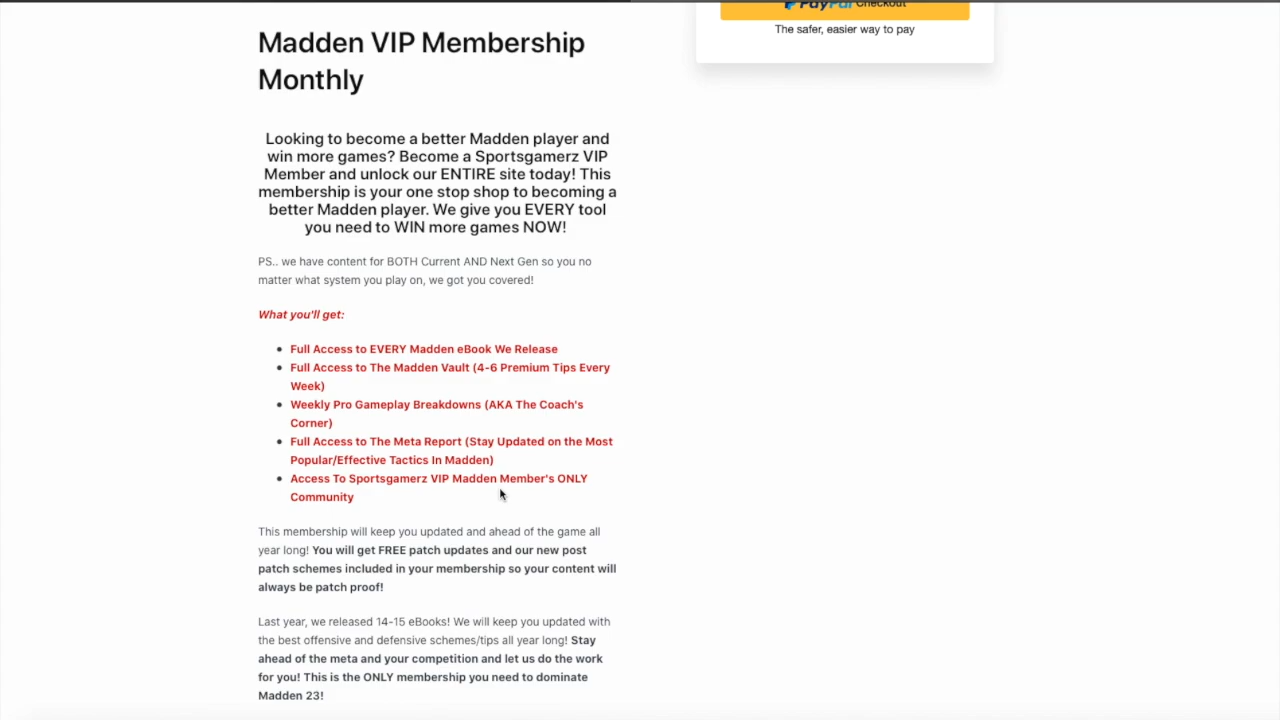 PayPal Checkout
The safer, easier way to pay
Madden VIP Membership
Monthly
Looking to become a better Madden player and
win more games? Become a Sportsgamerz VIP
Member and unlock our ENTIRE site today! This
membership is your one stop shop to becoming a
better Madden player. We give you EVERY tool
you need to WIN more games NOW!
PS.. we have content for BOTH Current AND Next Gen so you no
matter what system you play on, we got you covered!
What you'll get:
Full Access to EVERY Madden eBook We Release
Full Access to The Madden Vault (4-6 Premium Tips Every
Week)
Weekly Pro Gameplay Breakdowns (AKA The Coach's
Corner)
Full Access to The Meta Report (Stay Updated on the Most
Popular/Effective Tactics In Madden)
Access To Sportsgamerz VIP Madden Member's ONLY
Community
This membership will keep you updated and ahead of the game all
year long! You will get FREE patch updates and our new post
patch schemes included in your membership so your content will
always be patch proof!
Last year, we released 14-15 eBooks! We will keep you updated with
the best offensive and defensive schemes/tips all year long! Stay
ahead of the meta and your competition and let us do the work
for you! This is the ONLY membership you need to dominate
Madden 23!